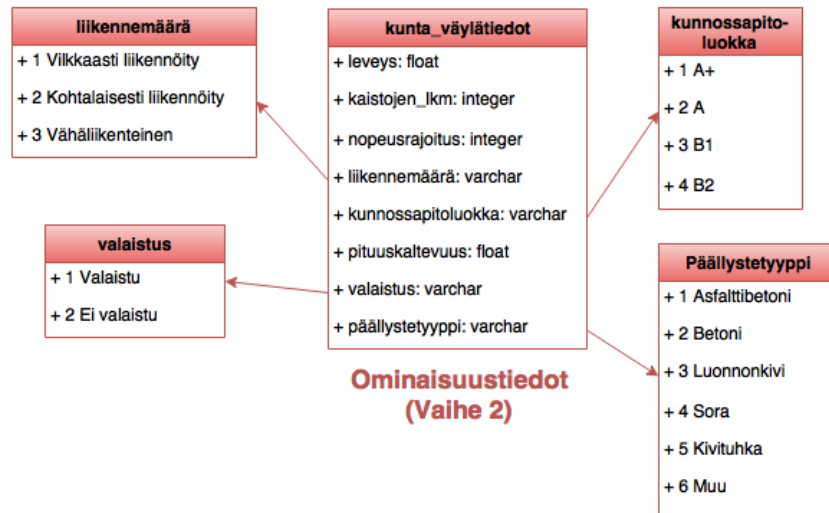 liikennemäärä
+ 1 Vilkkaasti liikennöity
+ 2 Kohtalaisesti liikennöity
+ 3 Vähäliikenteinen
kunta_väylätiedot
+ leveys: float
+ kaistojen_lkm: integer
+ nopeusrajoitus: integer
+ liikennemäärä: varchar
+ kunnossapitoluokka: varchar
+ pituuskaltevuus: float
+ valaistus: varchar
+ päällystetyyppi: varchar
kunnossapito-
luokka
+ 1 A+
+ 2 A
+ 3 B1
+ 4 B2
valaistus
+ 1 Valaistu
+ 2 Ei valaistu
Päällystetyyppi
+ 1 Asfalttibetoni
+ 2 Betoni
+ 3 Luonnonkivi
+ 4 Sora
+ 5 Kivituhka
+ 6 Muu
Ominaisuustiedot
(Vaihe 2)